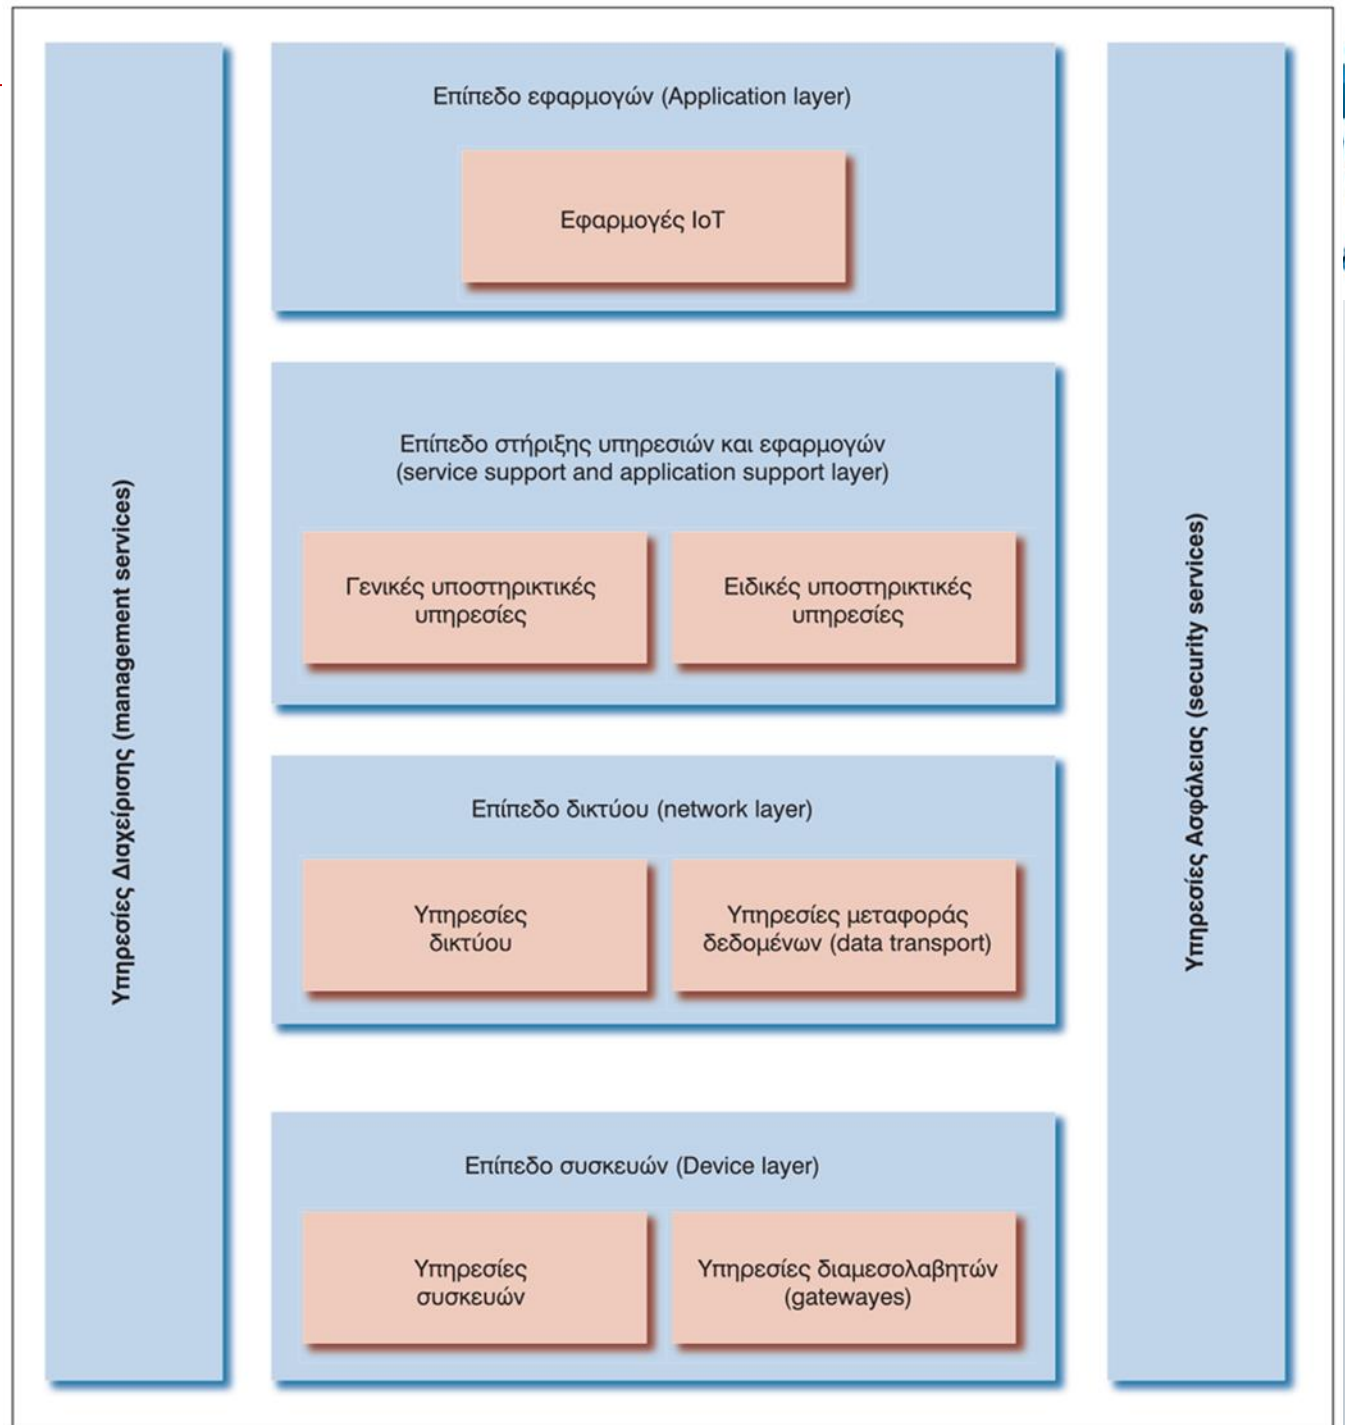 Επίπεδο εφαρμογών (Application layer)
Εφαρμογές IoT
Επίπεδο στήριξης υπηρεσιών και εφαρμογών
(service support and application support layer)
Γενικές υποστηρικτικές
υπηρεσίες
Ειδικές υποστηρικτικές
υπηρεσίες
Επίπεδο δικτύου (network layer)
Υπηρεσίες
δικτύου
Υπηρεσίες μεταφοράς
δεδομένων (data transport)
Επίπεδο συσκευών (Device layer)
Υπηρεσίες
συσκευών
Υπηρεσίες διαμεσολαβητών
(gatewayes)
Υπηρεσίες Διαχείρισης (management services)
Υπηρεσίες Ασφάλειας (security services)